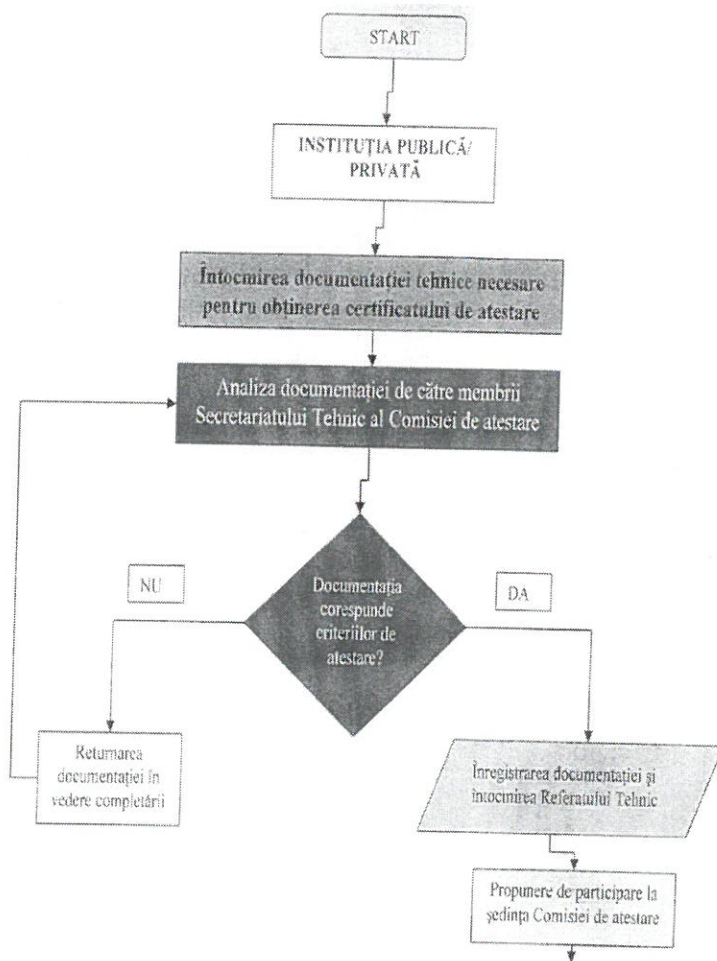 START
INSTITUȚIA PUBLICĂ/
PRIVATĂ
Întocmirea documentației tehnice necesare
pentru obținerea certificatului de atestare
Analiza documentației de către membrii
Secretariatului Tehnic al Comisiei de atestare
NU
Documentația
corespunde
criteriilor de
atestare?
DA
Returnarea
documentației în
vedere completării
Înregistrarea documentației și
întocmirea Referatului Tehnic
Propunere de participare la
ședința Comisiei de atestare